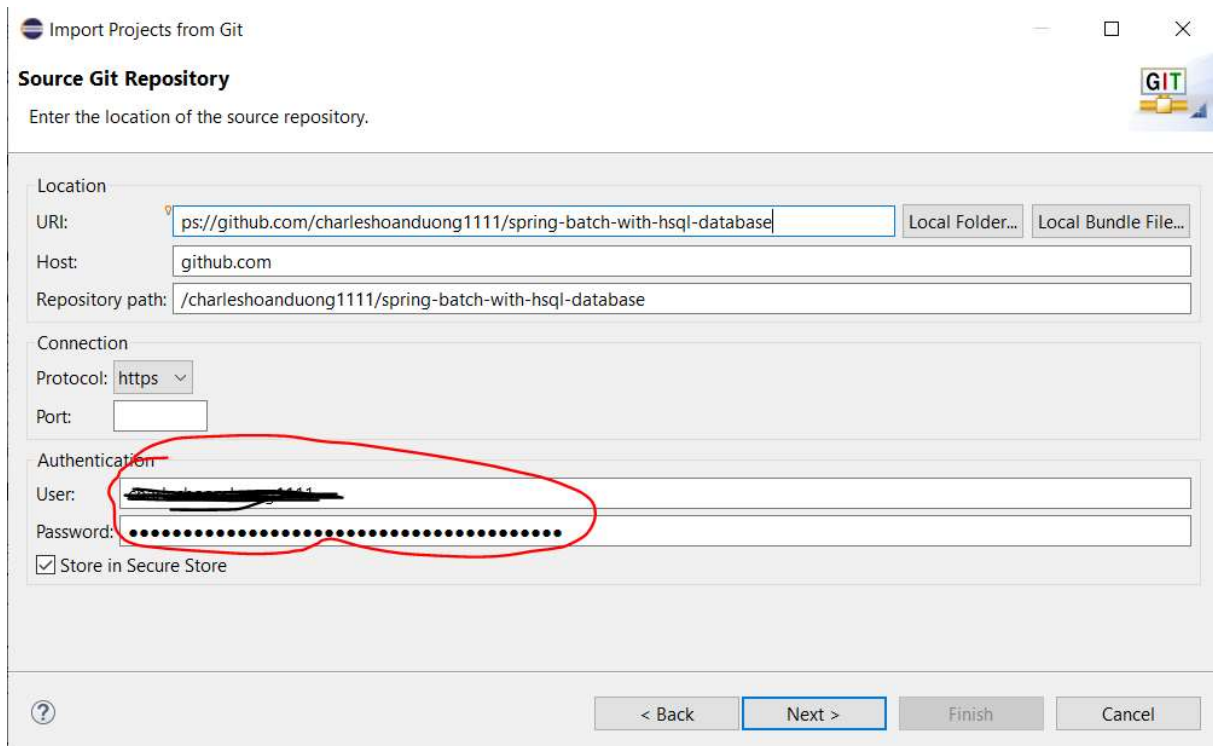 Import Projects from Git
Source Git Repository
GIT
Enter the location of the source repository.
Location
URI: ps://github.com/charleshoanduong1111/spring-batch-with-hsql-database Local Folder... Local Bundle File...
Host: github.com
Repository path: /charleshoanduong1111/spring-batch-with-hsql-database
Connection
Protocol: https
Port:
Authentication
User:
Password: ●●●●●●●●●●●●●●●●●●●●●●●●●●●●●●●●●●●●●●●●
Store in Secure Store
? < Back Next > Finish Cancel